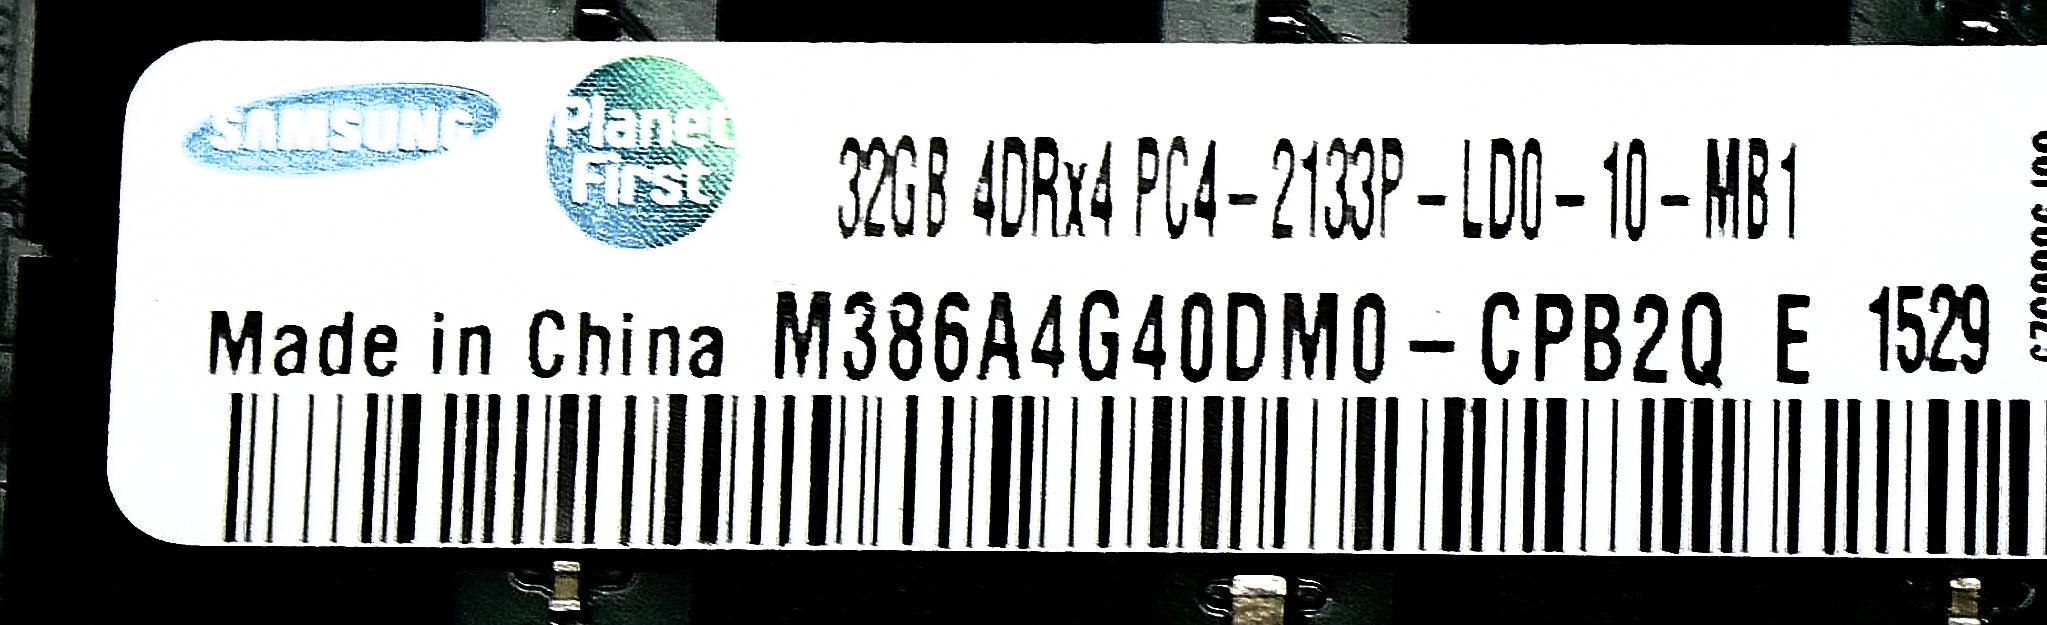 SAMSUNG
Planet
First
32GB 4DRx4 PC4-2133P-LD0-10-MB1
Made in China M386A4G40DM0-CPB2Q E 1529